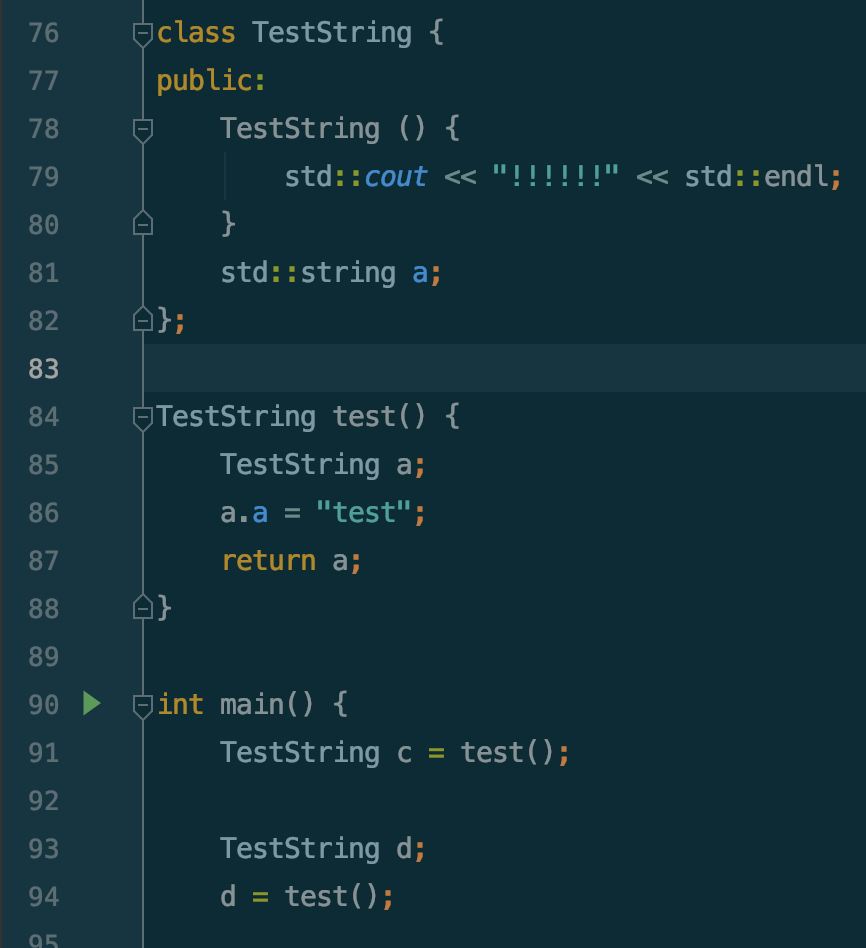 76 class TestString {
77 public:
78     TestString () {
79         std::cout << "!!!!!!" << std::endl;
80     }
81     std::string a;
82 };
83
84 TestString test() {
85     TestString a;
86     a.a = "test";
87     return a;
88 }
89
90 int main() {
91     TestString c = test();
92
93     TestString d;
94     d = test();
95